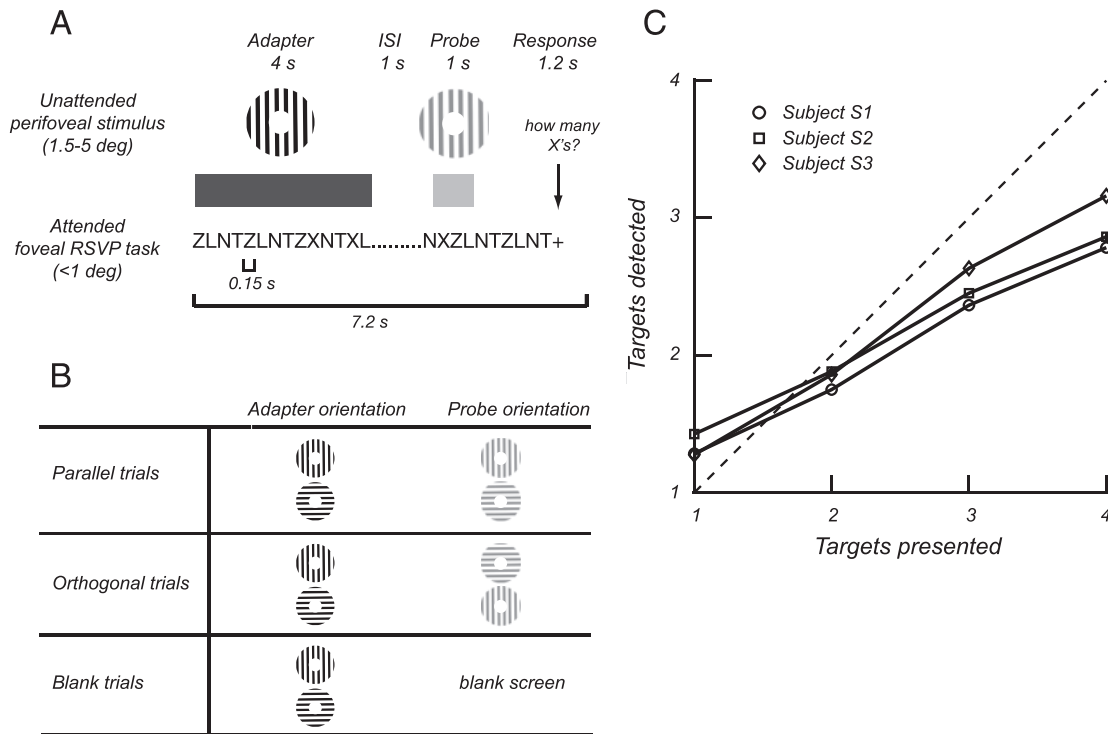 A
Adapter
4 s
ISI
1 s
Probe
1 s
Response
1.2 s
Unattended
perifoveal stimulus
(1.5-5 deg)
how many
X's?
Attended
foveal RSVP task
(<1 deg)
ZLNTZLNTZXNTXL.........NXZLNTZLNT+
0.15 s
7.2 s
B
Adapter orientation
Probe orientation
Parallel trials
Orthogonal trials
Blank trials
blank screen
C
Targets detected
4
3
2
1
Subject S1
Subject S2
Subject S3
1
2
3
4
Targets presented